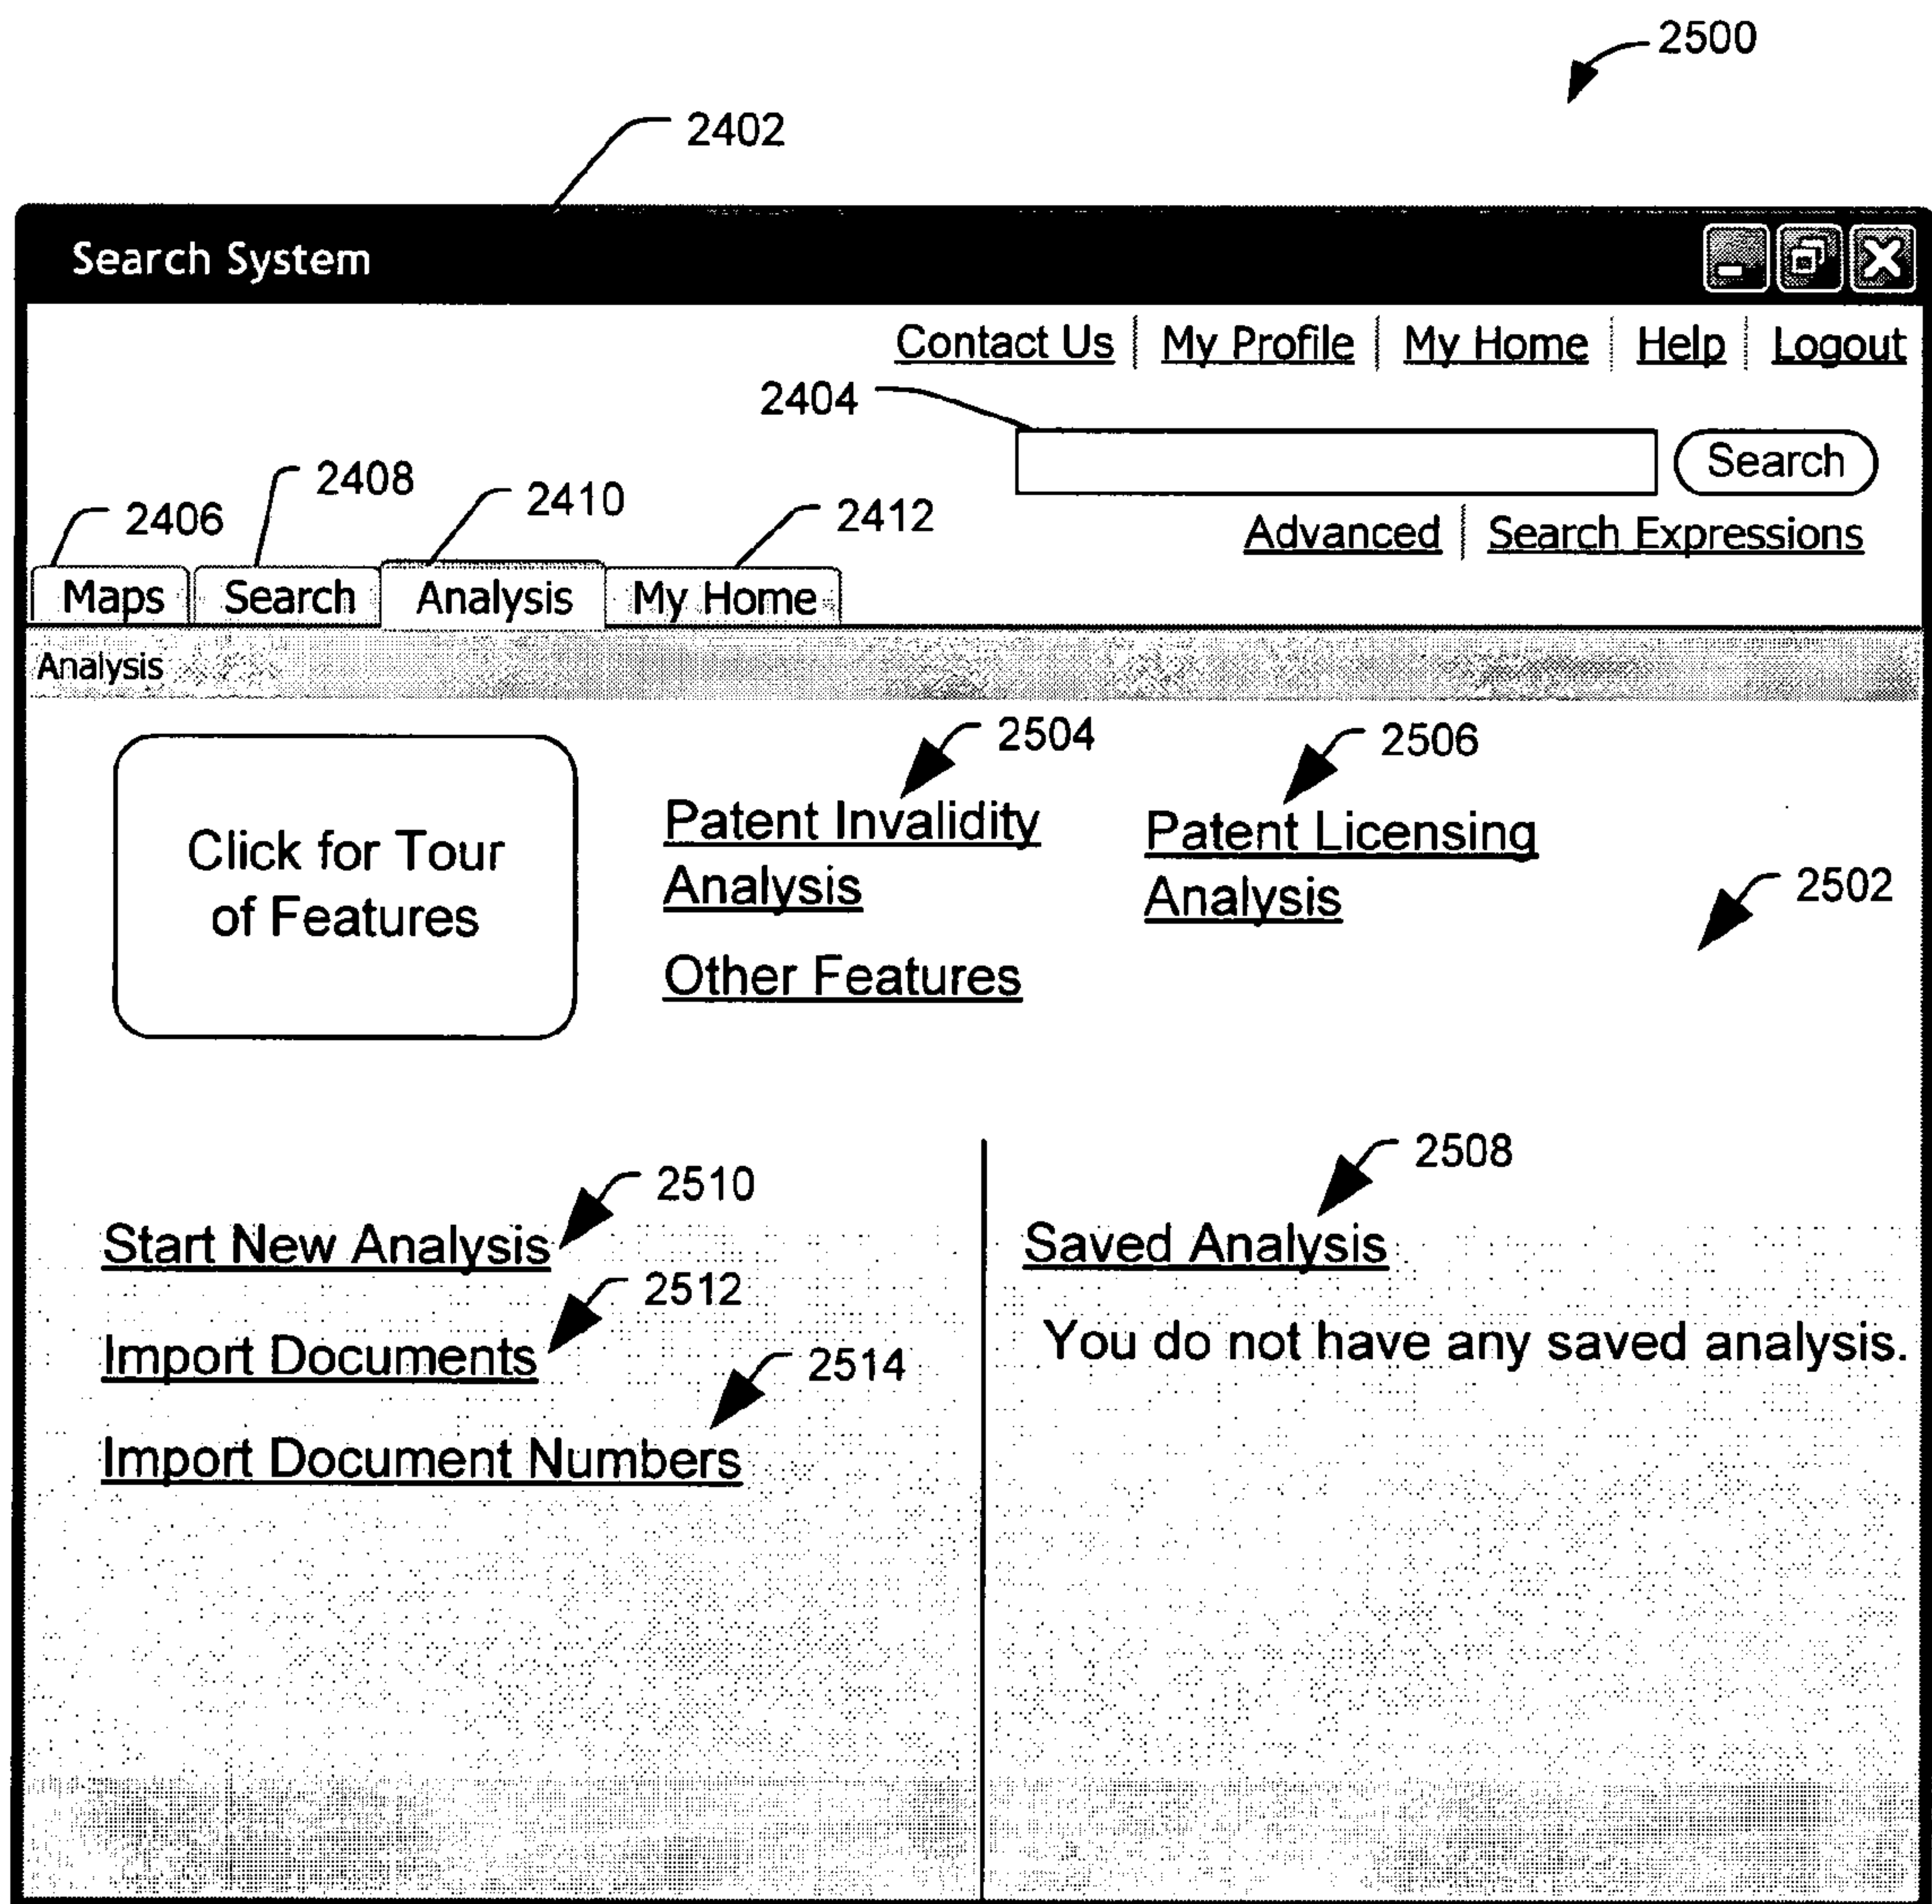 2500
2402
Search System
Contact Us | My Profile | My Home | Help | Logout
2404
Search
2406 2408 2410 2412
Advanced | Search Expressions
Maps Search Analysis My Home
Analysis
2504 2506
Click for Tour
of Features
Patent Invalidity
Analysis
Patent Licensing
Analysis
2502
Other Features
2510
Start New Analysis
2512
Import Documents
2514
Import Document Numbers
2508
Saved Analysis
You do not have any saved analysis.